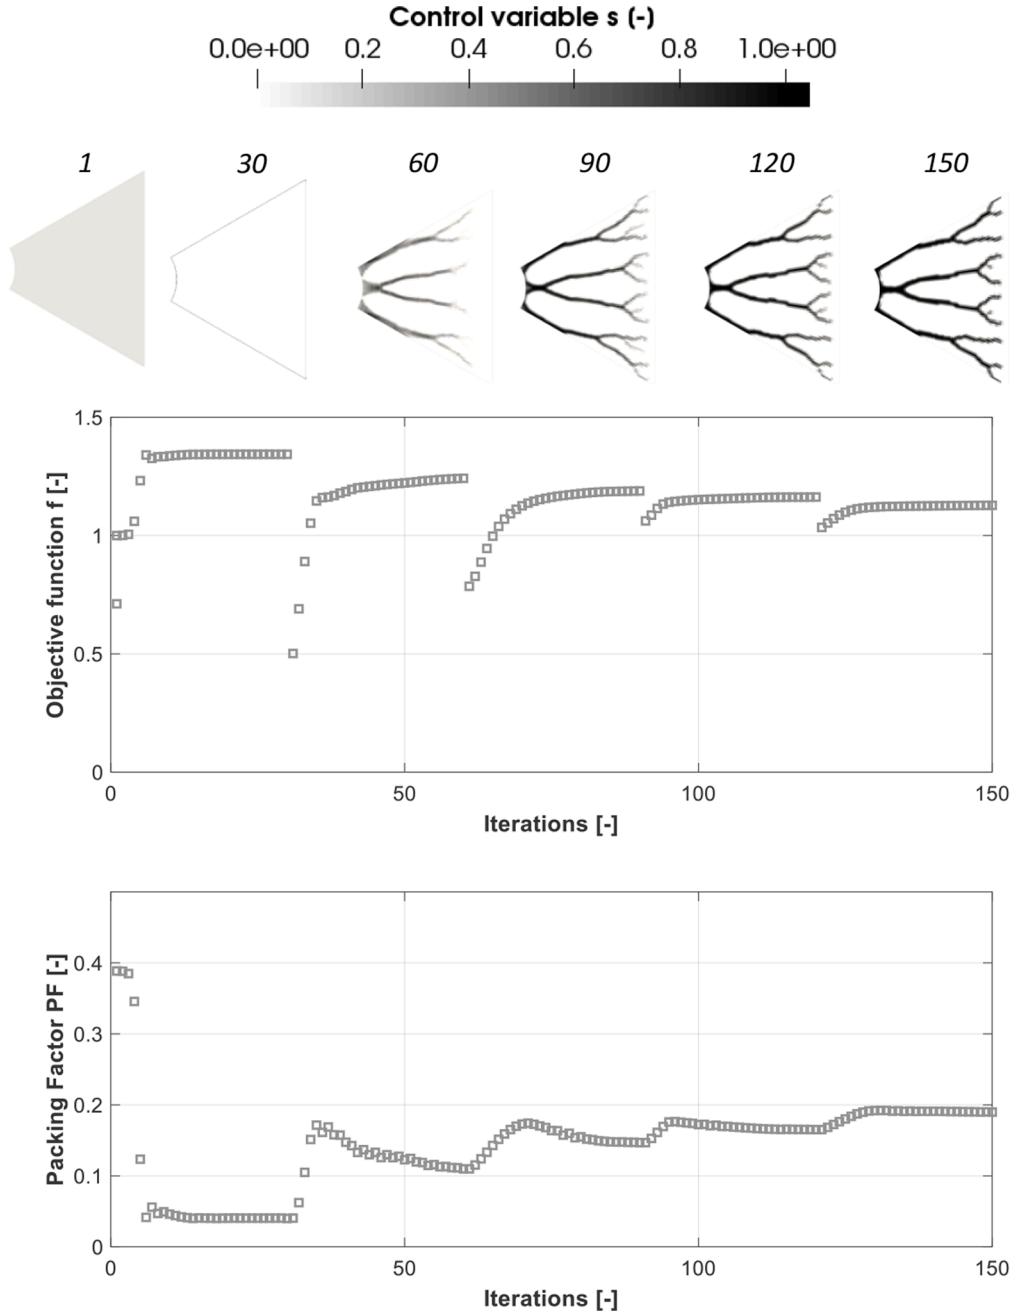 Control variable s (-)
0.0e+00 0.2 0.4 0.6 0.8 1.0e+00
1 30 60 90 120 150
1.5
1
0.5
0
Objective function f [-]
0 50 100 150
Iterations [-]
0.4
0.3
0.2
0.1
0
Packing Factor PF [-]
0 50 100 150
Iterations [-]